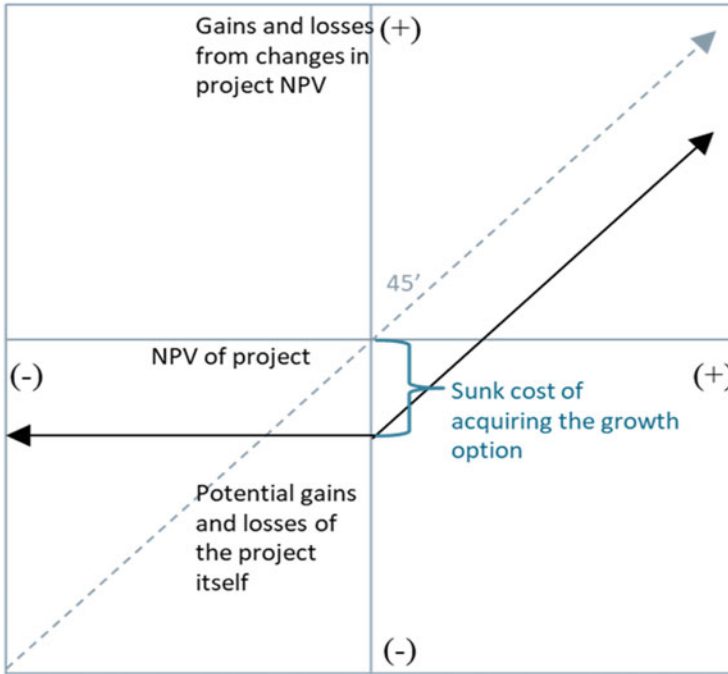 Gains and losses
from changes in
project NPV
(+)
45'
NPV of project
(-)
(+)
Sunk cost of
acquiring the growth
option
Potential gains
and losses of
the project
itself
(-)